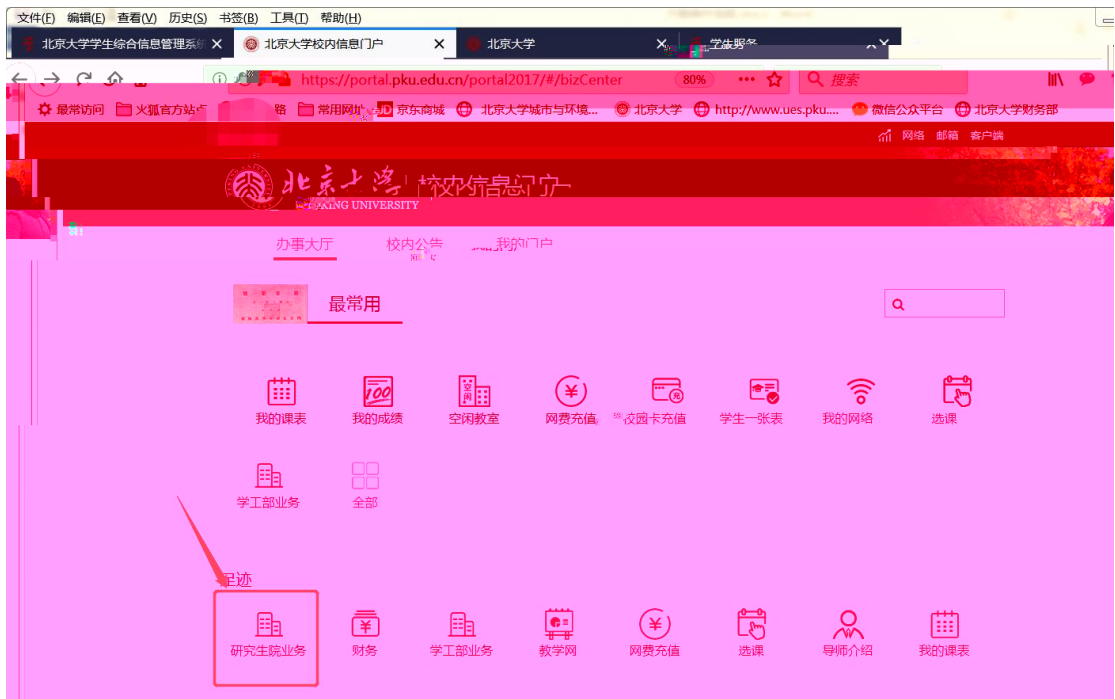 文件(F) 编辑(E) 查看(V) 历史(S) 书签(B) 工具(T) 帮助(H)
北京大学学生综合信息管理系统 北京大学校内信息门户 北京大学 学生服务
https://portal.pku.edu.cn/portal2017/#/bizCenter 80% 搜索
最常访问 火狐官方站点 常用网址 JD 京东商城 北京大学城市与环境... 北京大学 http://www.ues.pku.... 微信公众平台 北京大学财务部
网络 邮箱 客户端
北京大学 校内信息门户
PEKING UNIVERSITY
办事大厅 校内公告 我的门户
最常用
我的课表 我的成绩 空闲教室 网费充值 校园卡充值 学生一张表 我的网络 选课
学工部业务 全部
足迹
研究生院业务 财务 学工部业务 教学网 网费充值 选课 导师介绍 我的课表